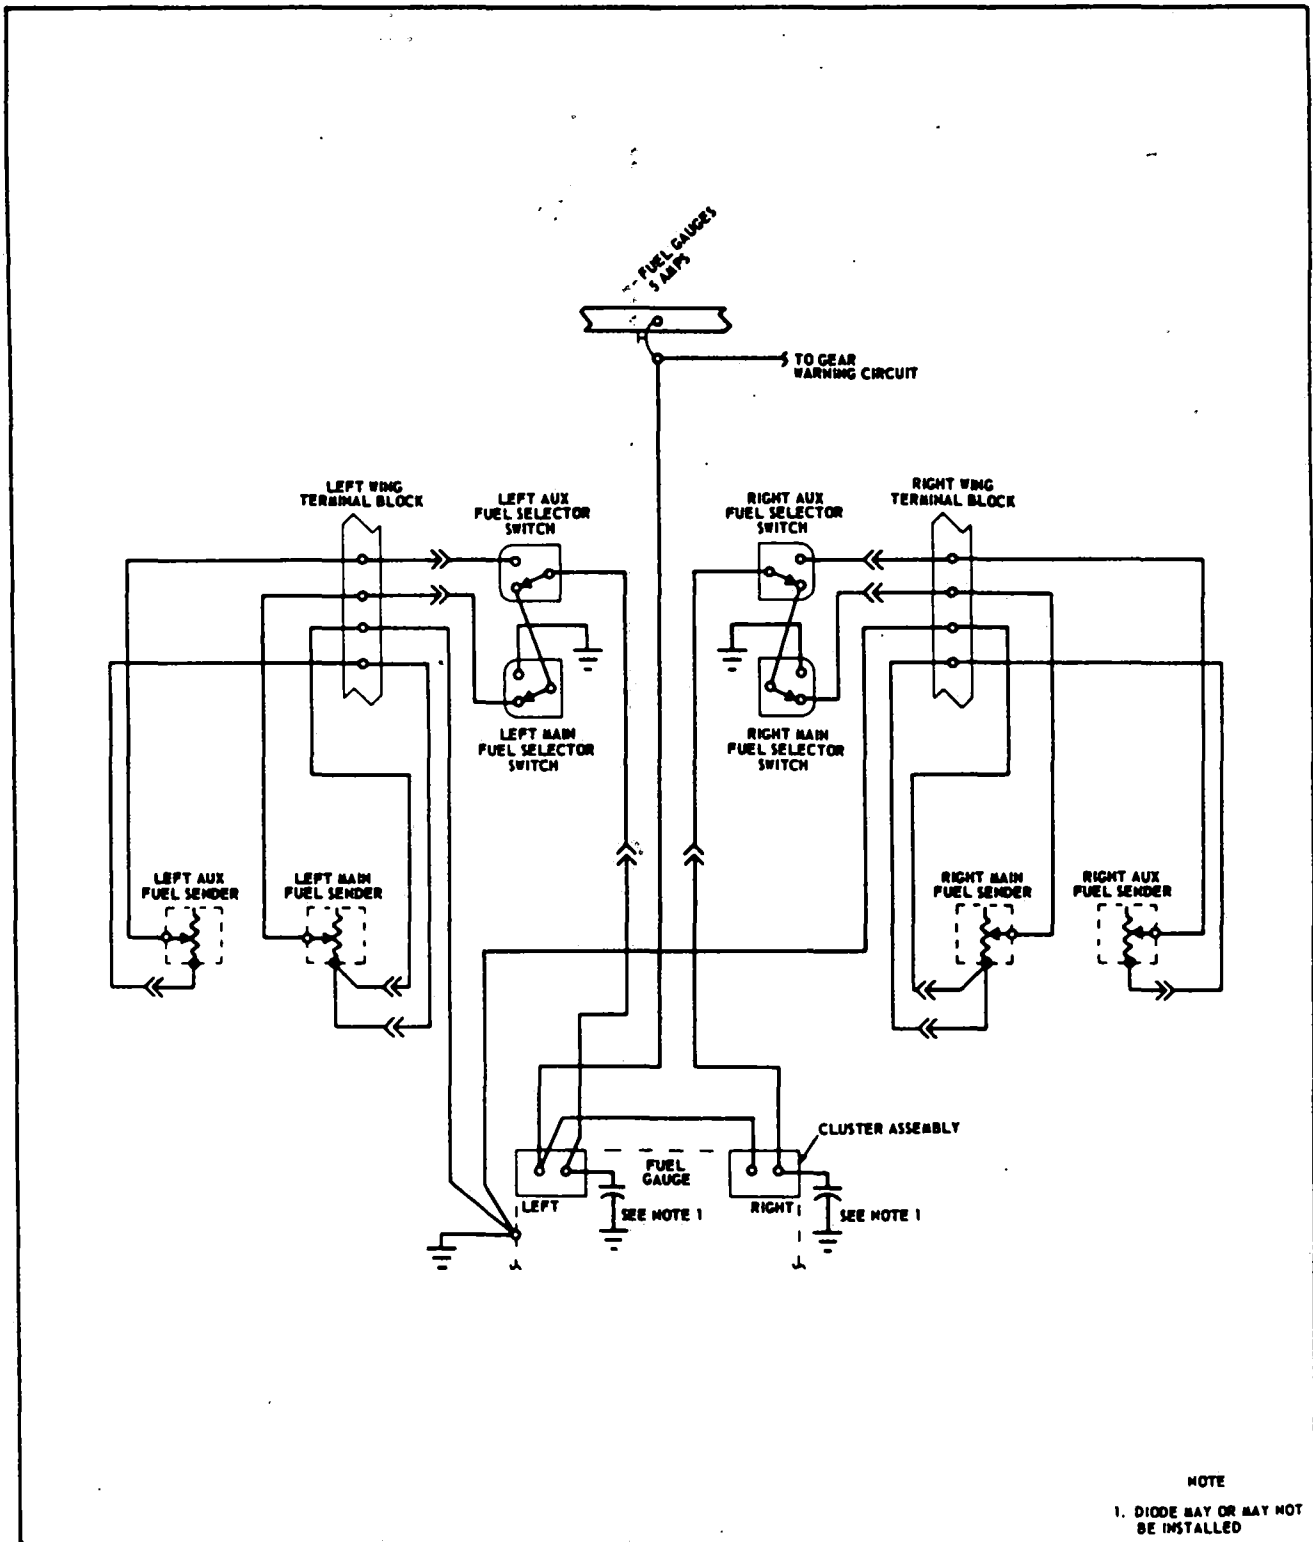 FUEL GAUGES
5 AMPS
TO GEAR
WARNING CIRCUIT
LEFT WING
TERMINAL BLOCK
LEFT AUX
FUEL SELECTOR
SWITCH
RIGHT AUX
FUEL SELECTOR
SWITCH
RIGHT WING
TERMINAL BLOCK
LEFT MAIN
FUEL SELECTOR
SWITCH
RIGHT MAIN
FUEL SELECTOR
SWITCH
LEFT AUX
FUEL SENDER
LEFT MAIN
FUEL SENDER
RIGHT MAIN
FUEL SENDER
RIGHT AUX
FUEL SENDER
CLUSTER ASSEMBLY
FUEL
GAUGE
LEFT
RIGHT
SEE NOTE 1
SEE NOTE 1
NOTE
1. DIODE MAY OR MAY NOT
BE INSTALLED